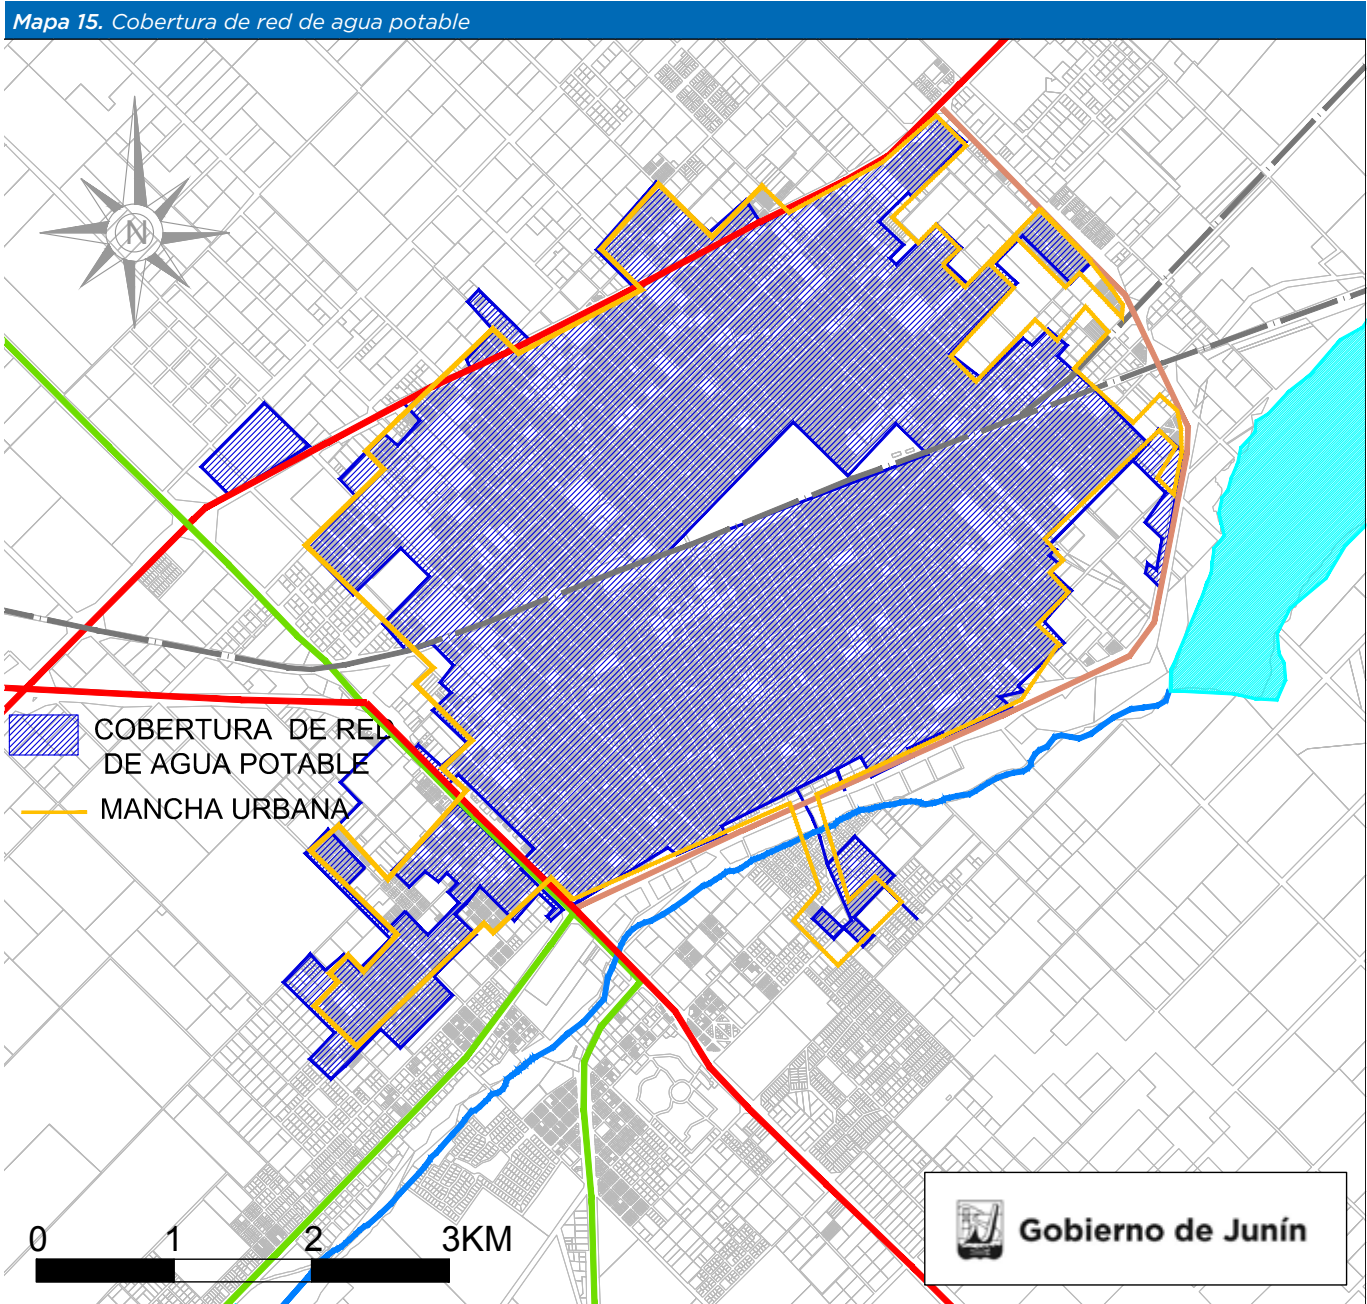 Mapa 15. Cobertura de red de agua potable
N
COBERTURA DE RED
DE AGUA POTABLE
MANCHA URBANA
0 1 2 3KM
Gobierno de Junín